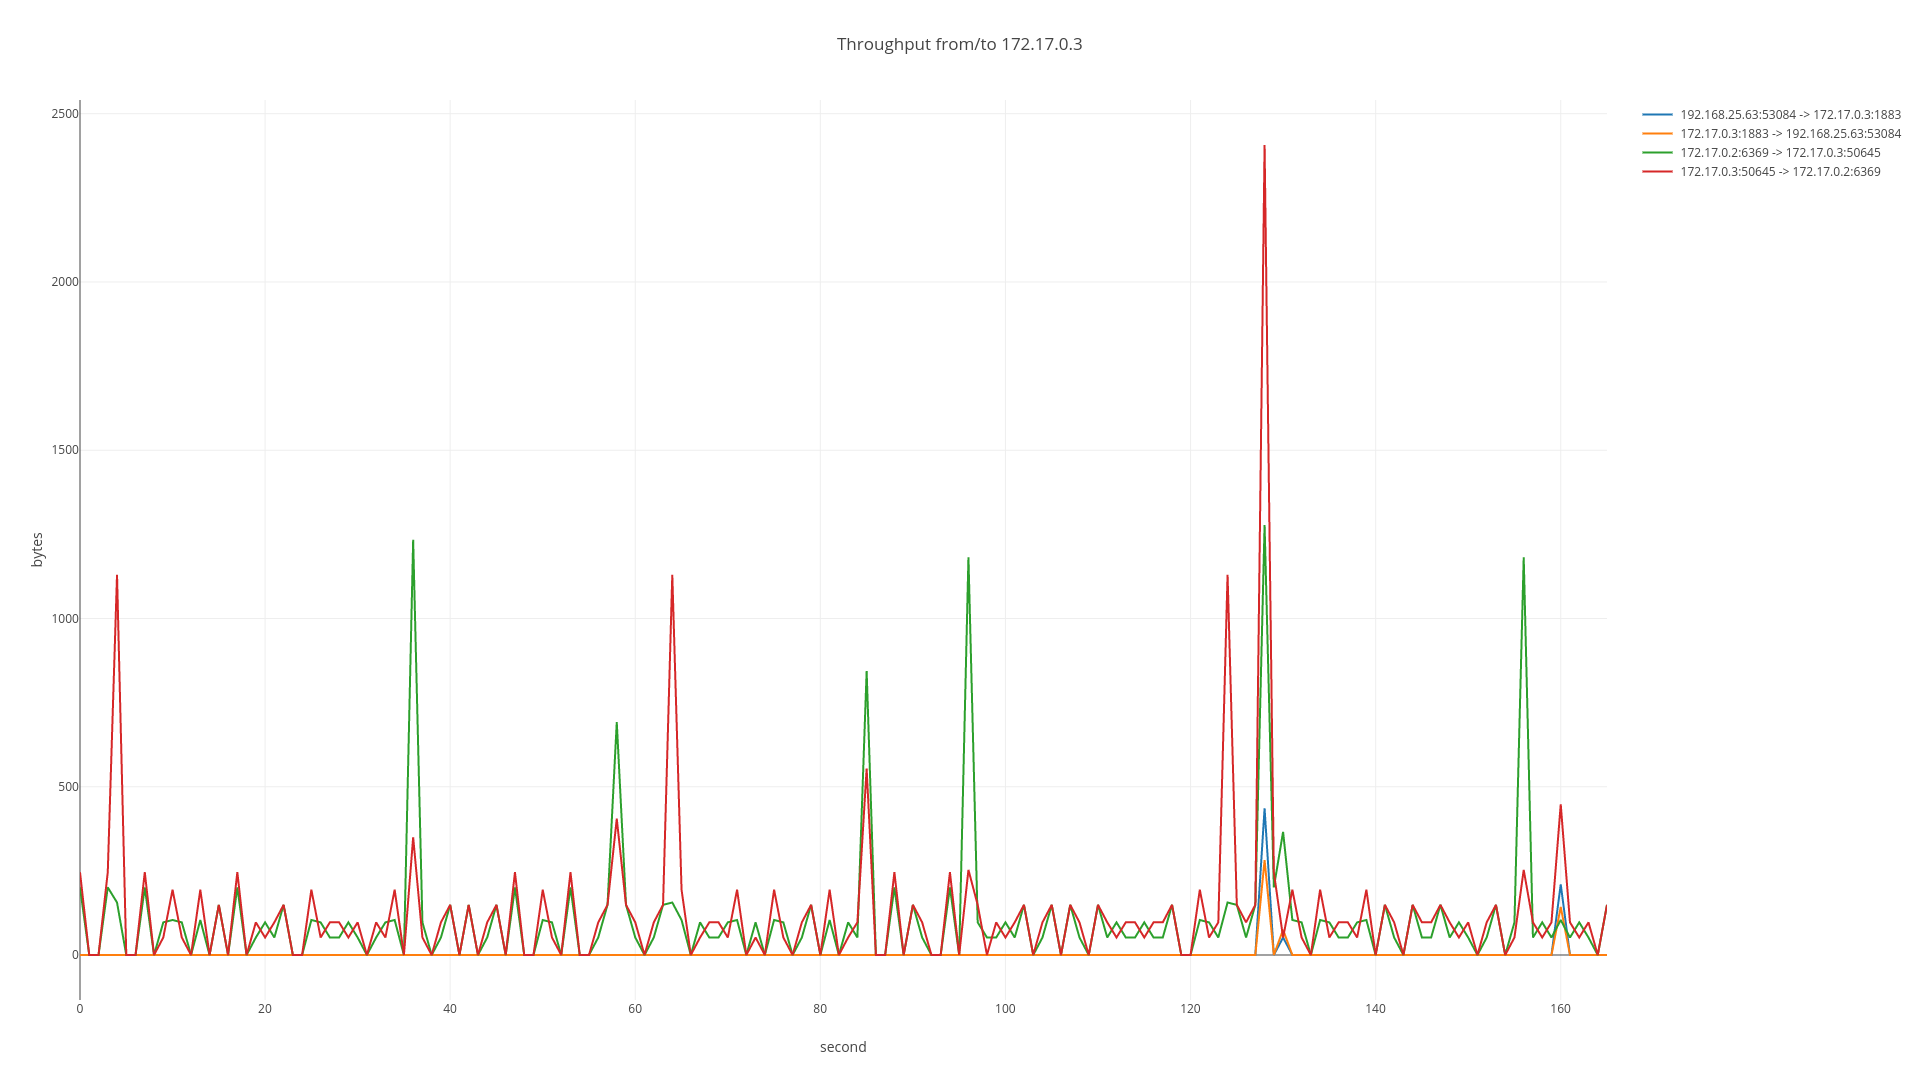 Throughput from/to 172.17.0.3
192.168.25.63:53084 -> 172.17.0.3:1883
172.17.0.3:1883 -> 192.168.25.63:53084
172.17.0.2:6369 -> 172.17.0.3:50645
172.17.0.3:50645 -> 172.17.0.2:6369
2500
2000
1500
1000
500
0
bytes
0 20 40 60 80 100 120 140 160
second